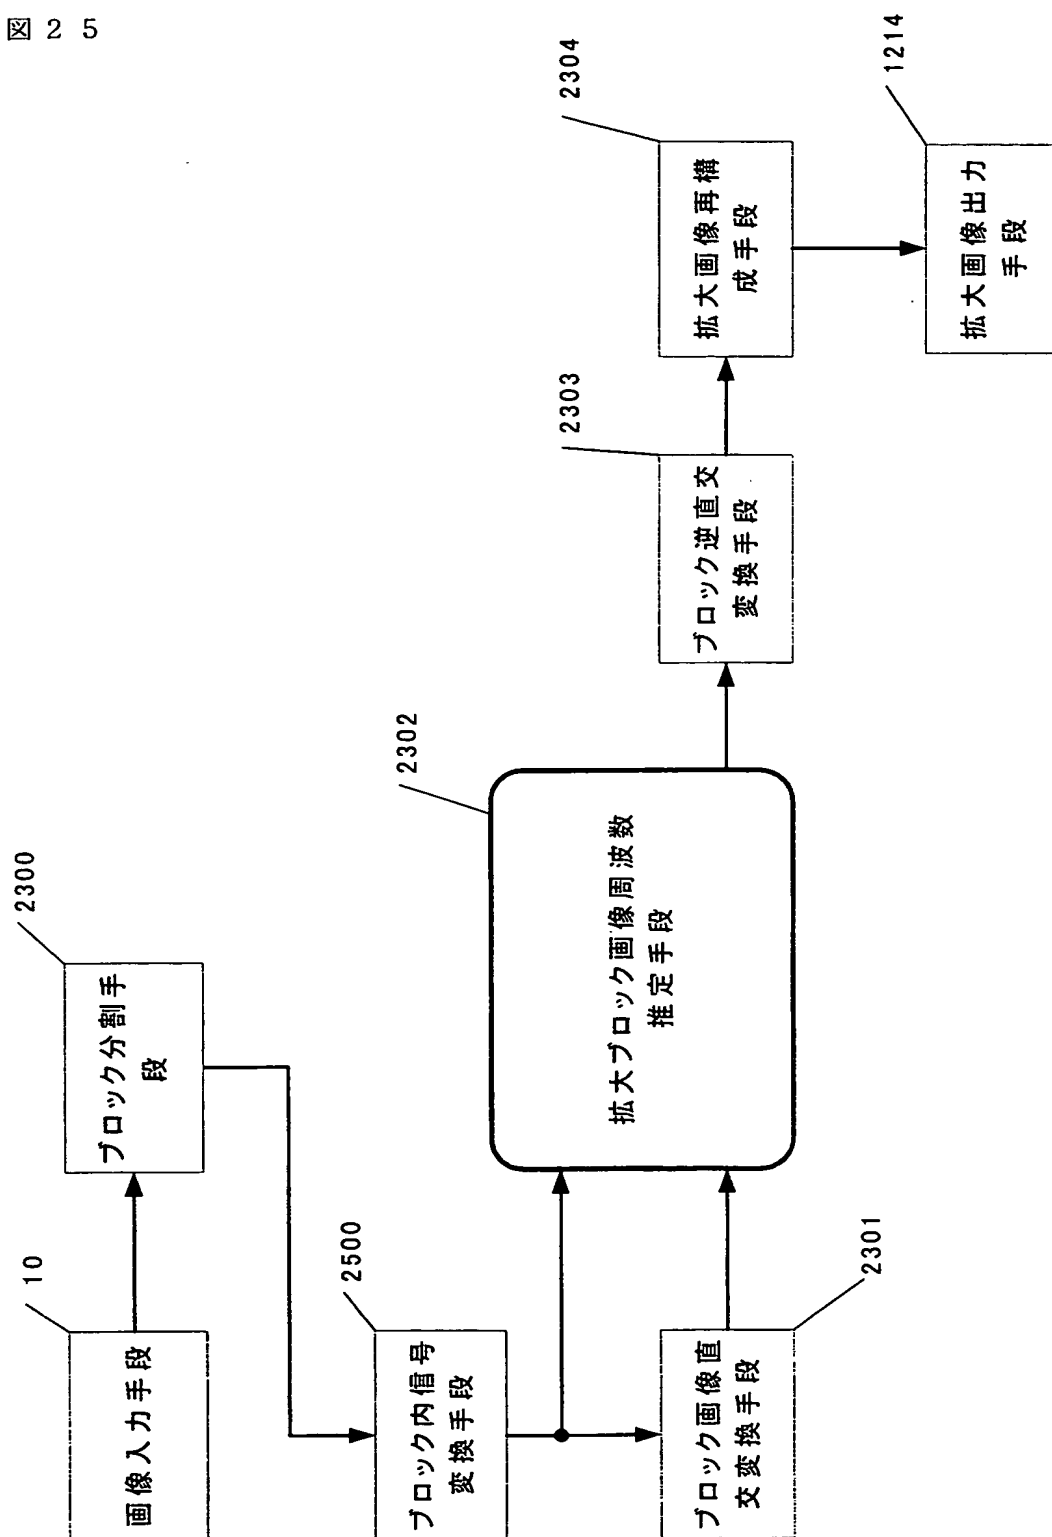 図２５
10
画像入力手段
2300
ブロック分割手
段
2500
ブロック内信号
変換手段
2301
ブロック画像直
交変換手段
2302
拡大ブロック画像周波数
推定手段
2303
ブロック逆直交
変換手段
2304
拡大画像再構
成手段
1214
拡大画像出力
手段